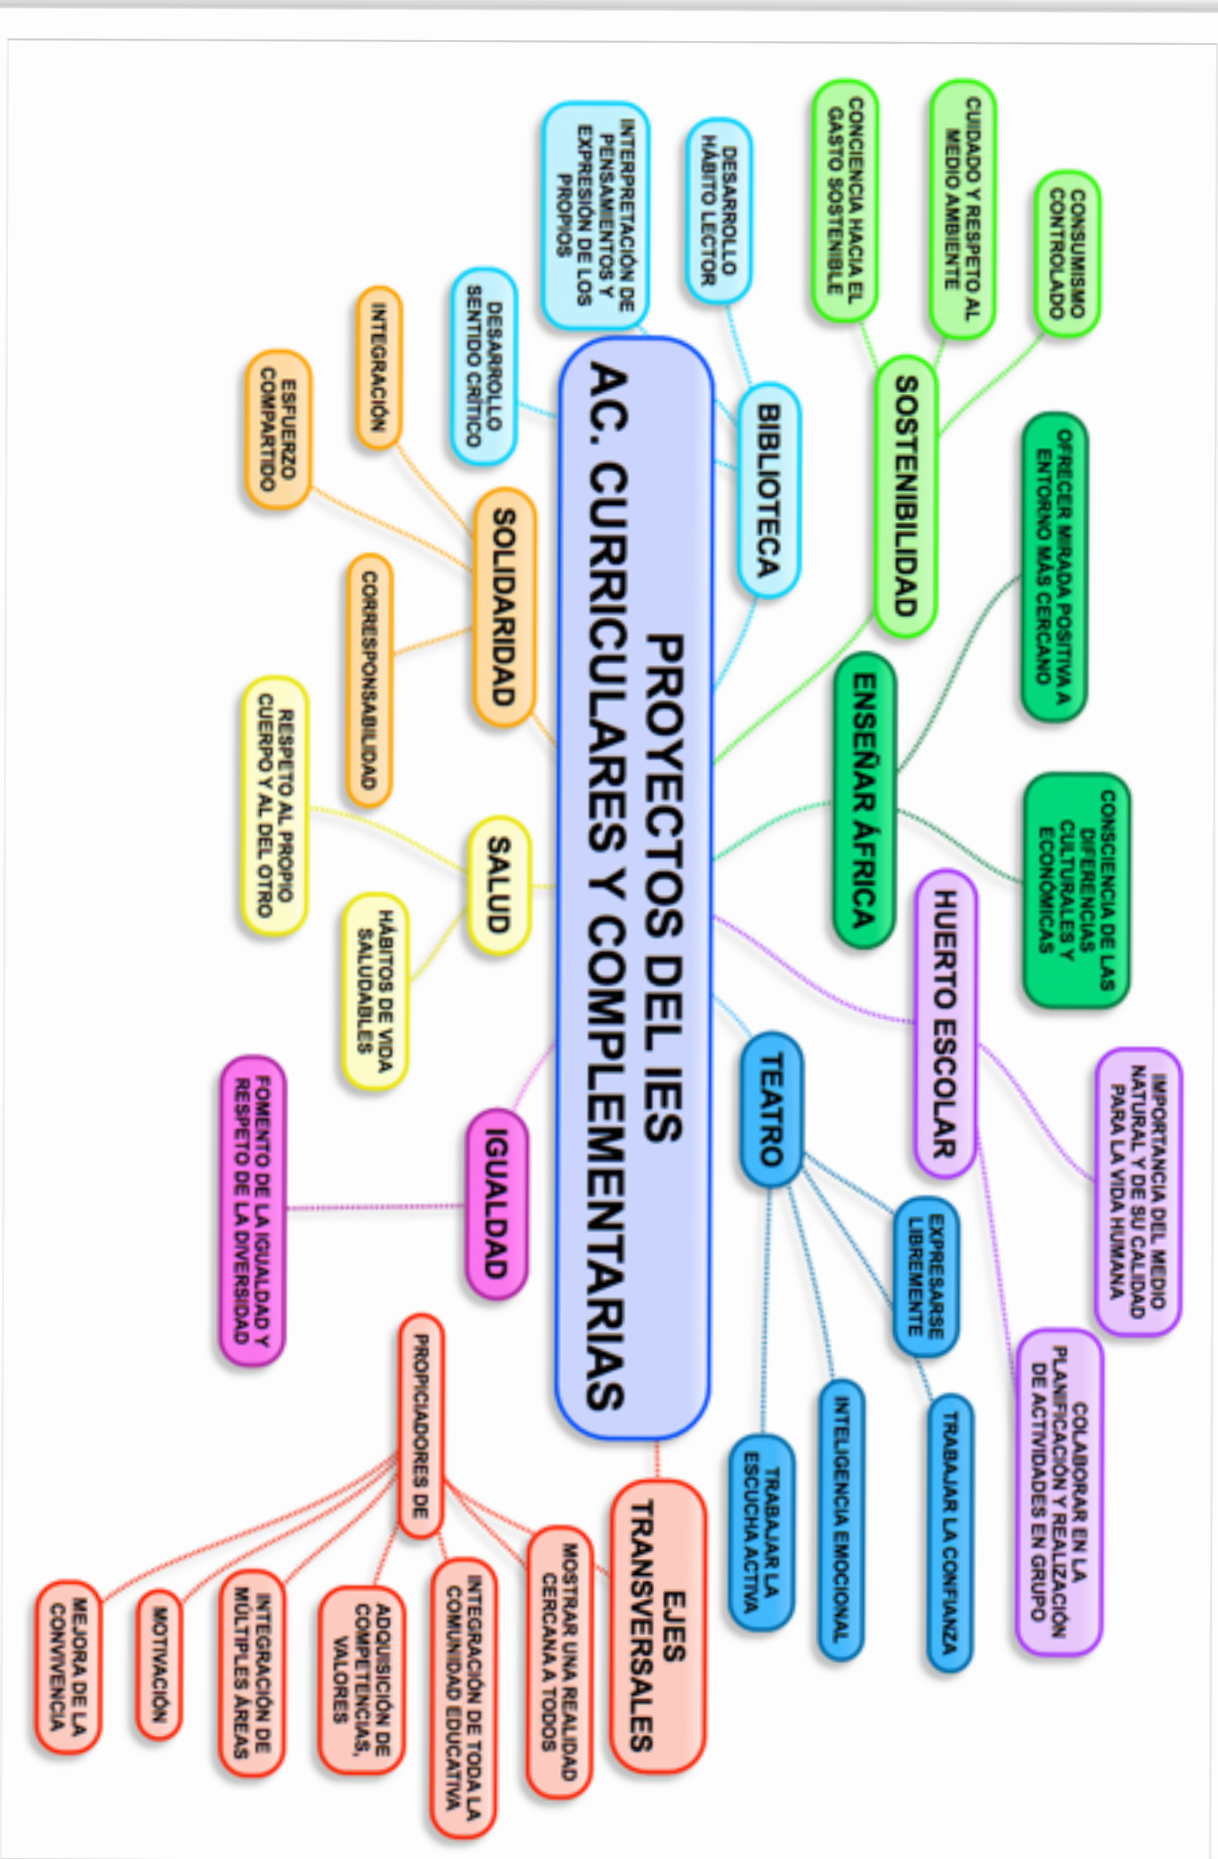 CONSUMISMO
CONTROLADO
CUIDADO Y RESPETO AL
MEDIO AMBIENTE
CONCIENCIA HACIA EL
GASTO SOSTENIBLE
SOSTENIBILIDAD
OFRECER MIRADA POSITIVA A
ENTORNO MÁS CERCANO
CONSCIENCIA DE LAS
DIFERENCIAS
CULTURALES Y
ECONÓMICAS
ENSEÑAR ÁFRICA
IMPORTANCIA DEL MEDIO
NATURAL Y DE SU CALIDAD
PARA LA VIDA HUMANA
COLABORAR EN LA
PLANIFICACIÓN Y REALIZACIÓN
DE ACTIVIDADES EN GRUPO
HUERTO ESCOLAR
DESARROLLO
HÁBITO LECTOR
INTERPRETACIÓN DE
PENSAMIENTOS Y
EXPRESIÓN DE LOS
PROPIOS
DESARROLLO
SENTIDO CRÍTICO
BIBLIOTECA
TEATRO
EXPRESARSE
LIBREMENTE
TRABAJAR LA CONFIANZA
INTELIGENCIA EMOCIONAL
TRABAJAR LA
ESCUCHA ACTIVA
PROYECTOS DEL IES
AC. CURRICULARES Y COMPLEMENTARIAS
EJES
TRANSVERSALES
INTEGRACIÓN
ESFUERZO
COMPARTIDO
SOLIDARIDAD
CORRESPONSABILIDAD
SALUD
RESPETO AL PROPIO
CUERPO Y AL DEL OTRO
HÁBITOS DE VIDA
SALUDABLES
IGUALDAD
FOMENTO DE LA IGUALDAD Y
RESPETO DE LA DIVERSIDAD
PROPICIADORES DE
MOSTRAR UNA REALIDAD
CERCANA A TODOS
INTEGRACIÓN DE TODA LA
COMUNIDAD EDUCATIVA
ADQUISICIÓN DE
COMPETENCIAS,
VALORES
INTEGRACIÓN DE
MÚLTIPLES ÁREAS
MOTIVACIÓN
MEJORA DE LA
CONVIVENCIA